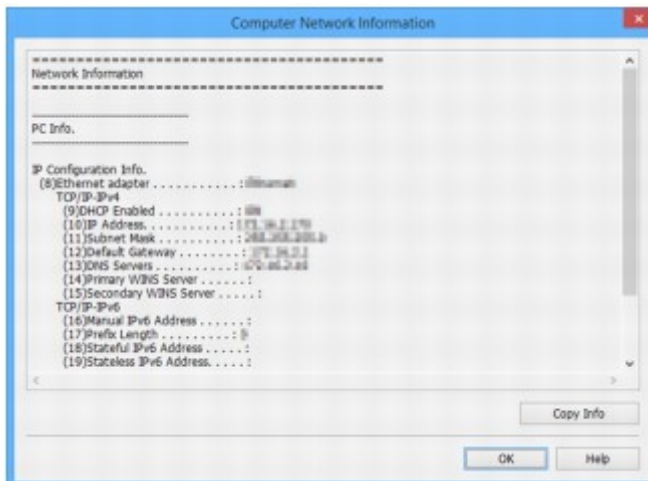 Computer Network Information
==========================================
Network Information
==========================================
PC Info.
IP Configuration Info.
(8)Ethernet adapter . . . . . . . . . . . . :
TCP/IP-IPv4
(9)DHCP Enabled . . . . . . . . . . :
(10)IP Address. . . . . . . . . . . . :
(11)Subnet Mask . . . . . . . . . . :
(12)Default Gateway . . . . . . . . :
(13)DNS Servers . . . . . . . . . . :
(14)Primary WINS Server . . . . . . . :
(15)Secondary WINS Server . . . . . :
TCP/IP-IPv6
(16)Manual IPv6 Address . . . . . . :
(17)Prefix Length . . . . . . . . . :
(18)Stateful IPv6 Address . . . . . :
(19)Stateless IPv6 Address. . . . . :
Copy Info
OK
Help